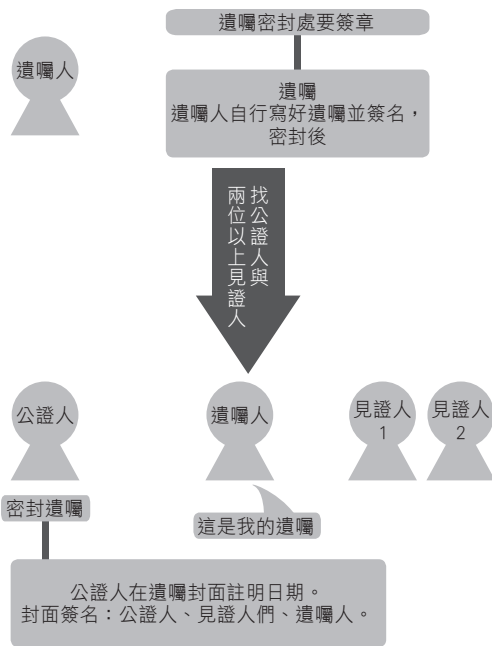 遺囑密封處要簽章
遺囑人
遺囑
遺囑人自行寫好遺囑並簽名，
密封後
找公證人與
兩位以上見證人
公證人
遺囑人
見證人
1
見證人
2
密封遺囑
這是我的遺囑
公證人在遺囑封面註明日期。
封面簽名：公證人、見證人們、遺囑人。